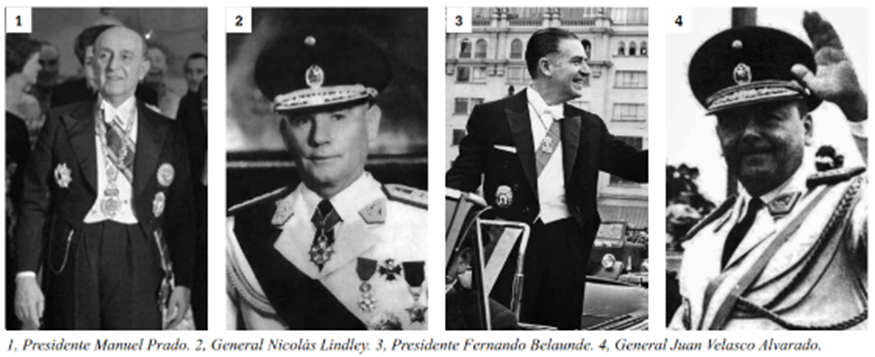 1 2 3 4
1, Presidente Manuel Prado. 2, General Nicolás Lindley. 3, Presidente Fernando Belaunde. 4, General Juan Velasco Alvarado.